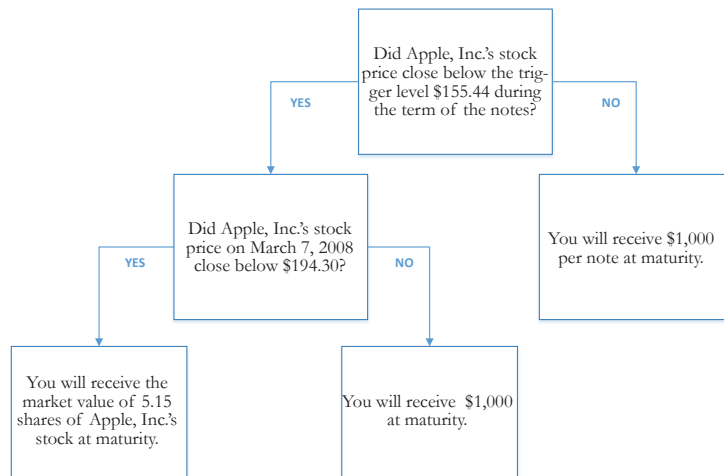 Did Apple, Inc.'s stock
price close below the trig-
ger level $155.44 during
the term of the notes?
YES
NO
Did Apple, Inc.'s stock
price on March 7, 2008
close below $194.30?
You will receive $1,000
per note at maturity.
YES
NO
You will receive the
market value of 5.15
shares of Apple, Inc.'s
stock at maturity.
You will receive $1,000
at maturity.